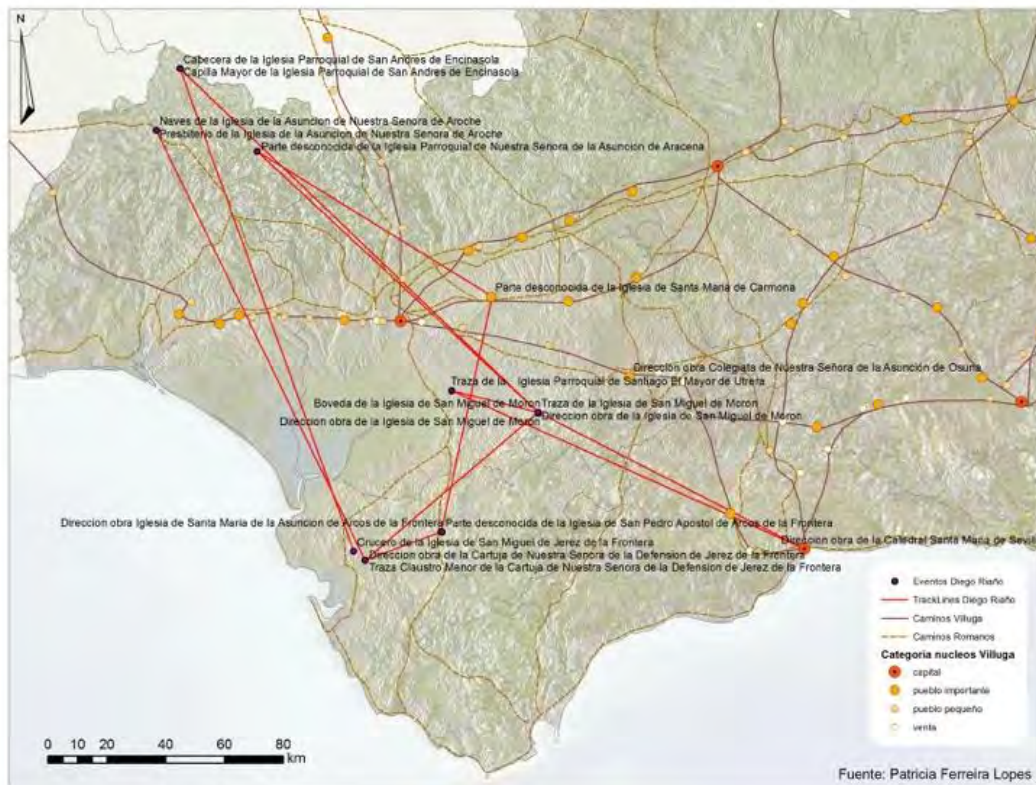 N
Cabecera de la Iglesia Parroquial de San Andres de Encinasola
Capilla Mayor de la Iglesia Parroquial de San Andres de Encinasola
Naves de la Iglesia de la Asuncion de Nuestra Senora de Aroche
Presbiterio de la Iglesia de la Asuncion de Nuestra Senora de Aroche
Parte desconocida de la Iglesia Parroquial de Nuestra Senora de la Asuncion de Aracena
Parte desconocida de la Iglesia de Santa Maria de Carmona
Dirección obra Colegiata de Nuestra Señora de la Asunción de Osuna
Traza de la Iglesia Parroquial de Santiago El Mayor de Utrera
Boveda de la Iglesia de San Miguel de Moron
Traza de la Iglesia de San Miguel de Moron
Direccion obra de la Iglesia de San Miguel de Moron
Direccion obra de la Iglesia de San Miguel de Moron
Direccion obra Iglesia de Santa Maria de la Asuncion de Arcos de la Frontera
Parte desconocida de la Iglesia de San Pedro Apostol de Arcos de la Frontera
Direccion obra de la Catedral Santa Maria de Sevil
Crucero de la Iglesia de San Miguel de Jerez de la Frontera
Direccion obra de la Cartuja de Nuestra Senora de la Defension de Jerez de la Frontera
Traza Claustro Menor de la Cartuja de Nuestra Senora de la Defension de Jerez de la Frontera
Eventos Diego Riaño
TrackLines Diego Riaño
Caminos Villuga
Caminos Romanos
Categoria nucleos Villuga
capital
pueblo importante
pueblo pequeño
venta
0 10 20 40 60 80
km
Fuente: Patricia Ferreira Lopes